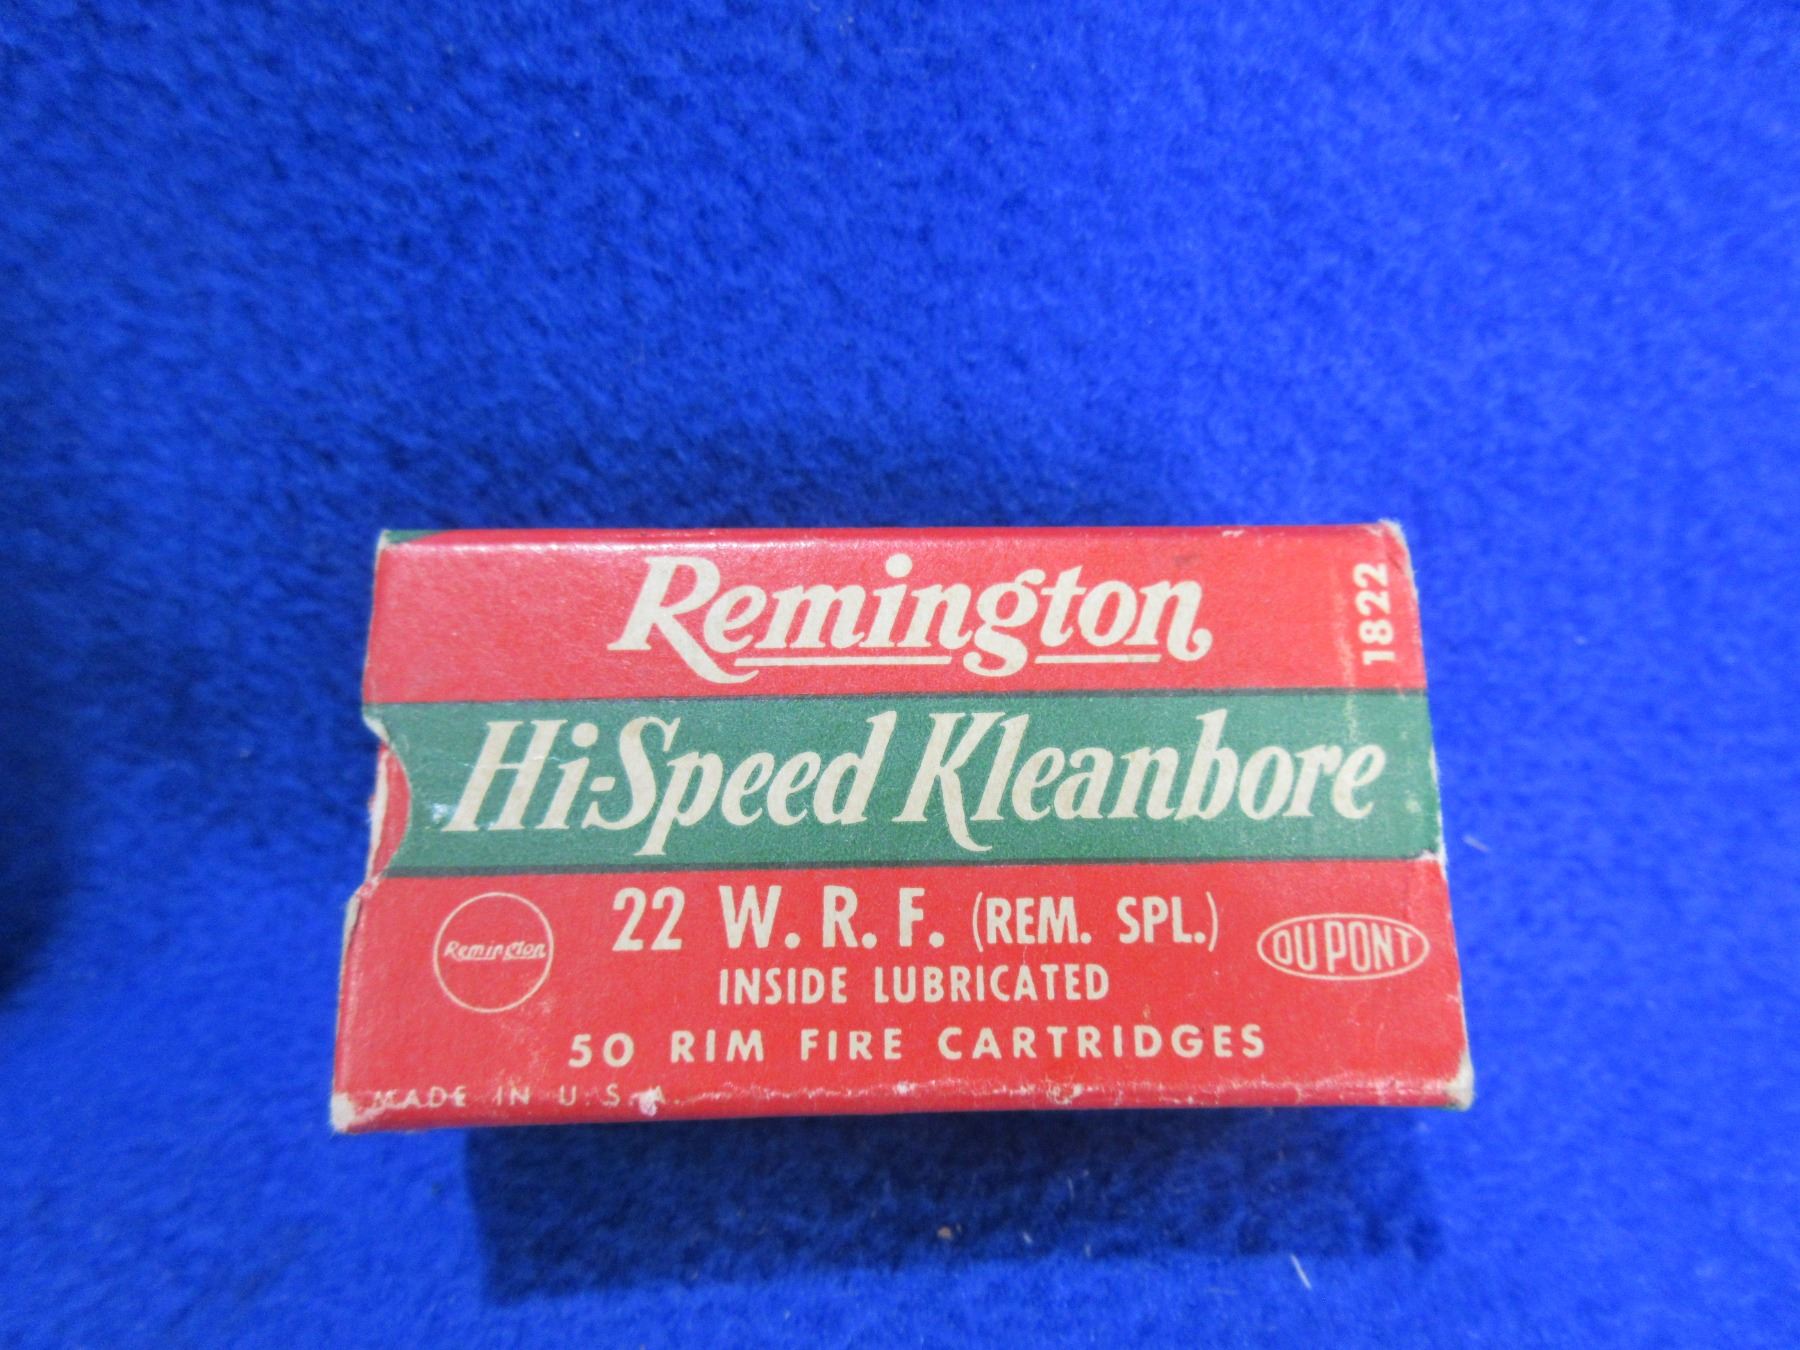 Remington
1822
Hi-Speed Kleanbore
22 W. R. F. (REM. SPL.)
INSIDE LUBRICATED
Remington
DU PONT
50 RIM FIRE CARTRIDGES
MADE IN U. S. A.